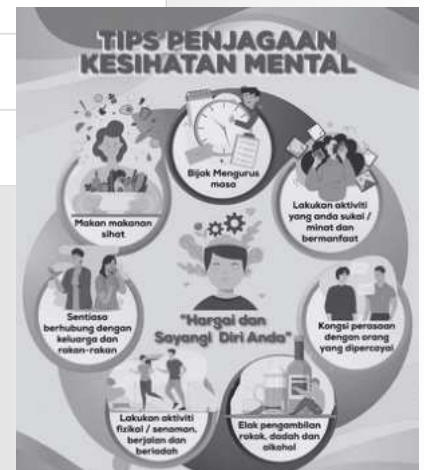 TIPS PENJAGAAN
KESIHATAN MENTAL
Bijak Mengurus
masa
Lakukan aktiviti
yang anda sukai /
minat dan
bermanfaat
Kongsi perasaan
dengan orang
yang dipercayai
Elak pengambilan
rokok, dadah dan
alkohol
Lakukan aktiviti
fizikal / senaman,
berjalan dan
beriadah
Sentiasa
berhubung dengan
keluarga dan
rakan-rakan
Makan makanan
sihat
"Hargai dan
Sayangi Diri Anda"